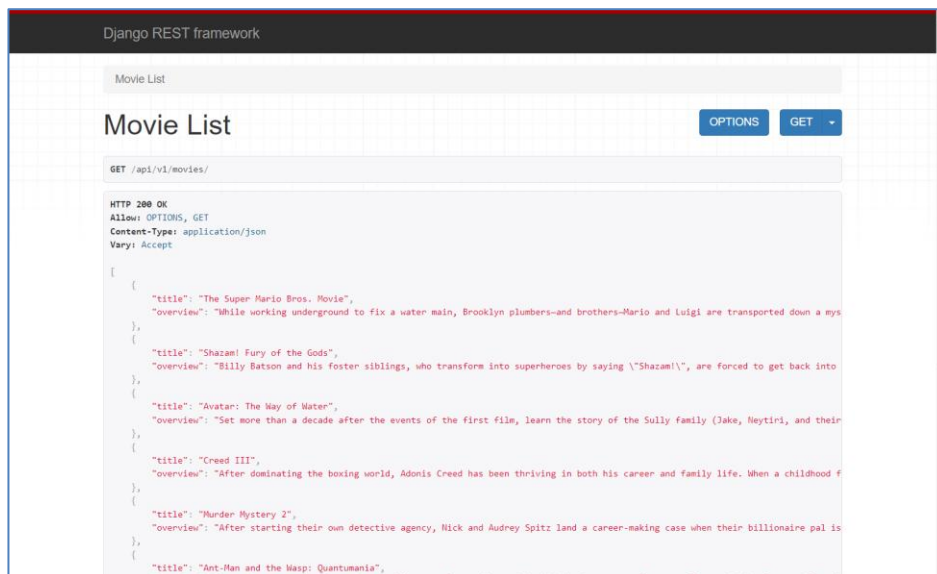 Django REST framework
Movie List
Movie List
OPTIONS
GET
GET /api/v1/movies/
HTTP 200 OK
Allow: OPTIONS, GET
Content-Type: application/json
Vary: Accept
[
{
"title": "The Super Mario Bros. Movie",
"overview": "While working underground to fix a water main, Brooklyn plumbers—and brothers—Mario and Luigi are transported down a mys
},
{
"title": "Shazam! Fury of the Gods",
"overview": "Billy Batson and his foster siblings, who transform into superheroes by saying \"Shazam!\", are forced to get back into
},
{
"title": "Avatar: The Way of Water",
"overview": "Set more than a decade after the events of the first film, learn the story of the Sully family (Jake, Neytiri, and their
},
{
"title": "Creed III",
"overview": "After dominating the boxing world, Adonis Creed has been thriving in both his career and family life. When a childhood f
},
{
"title": "Murder Mystery 2",
"overview": "After starting their own detective agency, Nick and Audrey Spitz land a career-making case when their billionaire pal is
},
{
"title": "Ant-Man and the Wasp: Quantumania",